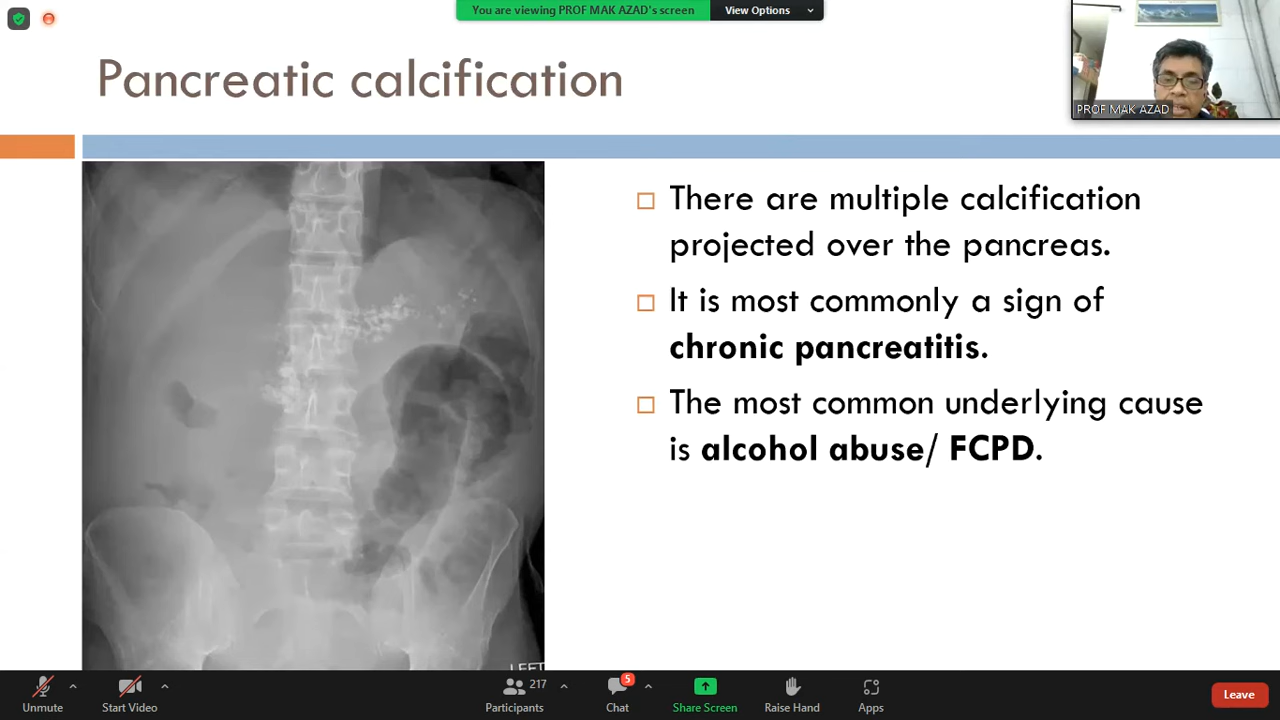 You are viewing PROF MAK AZAD's screen
View Options
Pancreatic calcification
PROF MAK AZAD
There are multiple calcification
projected over the pancreas.
It is most commonly a sign of
chronic pancreatitis.
The most common underlying cause
is alcohol abuse/ FCPD.
LEFT
Unmute
Start Video
217
Participants
5
Chat
Share Screen
Raise Hand
Apps
Leave